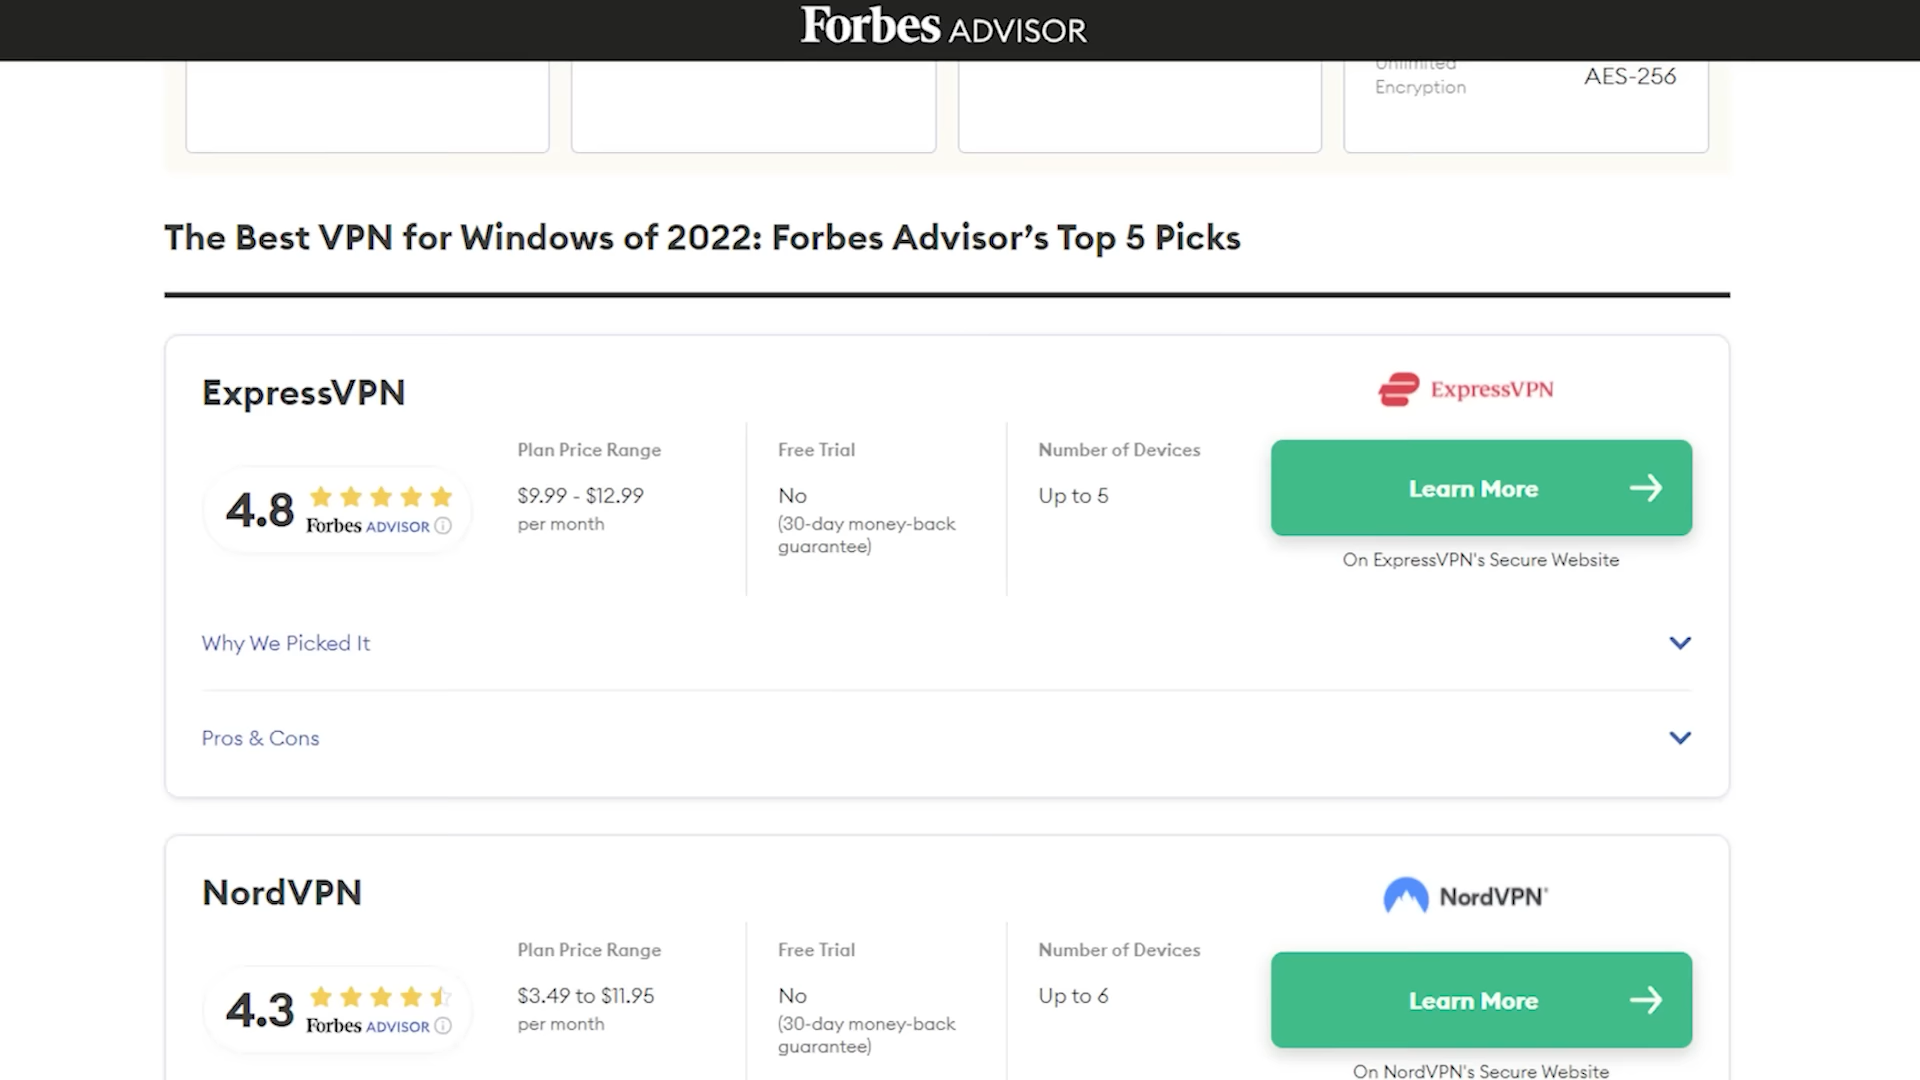 Forbes ADVISOR
Unlimited
Encryption
AES-256
The Best VPN for Windows of 2022: Forbes Advisor’s Top 5 Picks
ExpressVPN
ExpressVPN
4.8
Forbes ADVISOR
Plan Price Range
$9.99 - $12.99
per month
Free Trial
No
(30-day money-back
guarantee)
Number of Devices
Up to 5
Learn More
On ExpressVPN's Secure Website
Why We Picked It
Pros & Cons
NordVPN
NordVPN
4.3
Forbes ADVISOR
Plan Price Range
$3.49 to $11.95
per month
Free Trial
No
(30-day money-back
guarantee)
Number of Devices
Up to 6
Learn More
On NordVPN's Secure Website